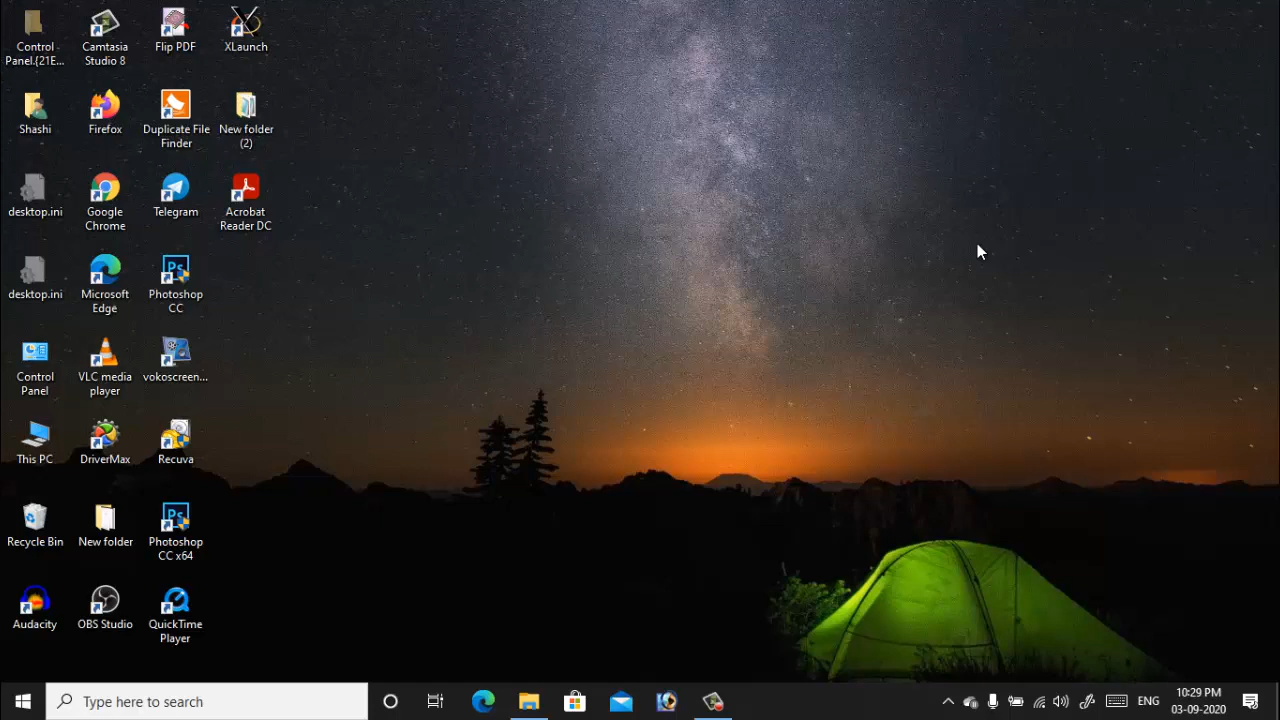 Control
Panel.{21E...
Camtasia
Studio 8
Flip PDF
XLaunch
Shashi
Firefox
Duplicate File
Finder
New folder
(2)
desktop.ini
Google
Chrome
Telegram
Acrobat
Reader DC
desktop.ini
Microsoft
Edge
Photoshop
CC
Control
Panel
VLC media
player
vokoscreen...
This PC
DriverMax
Recuva
Recycle Bin
New folder
Photoshop
CC x64
Audacity
OBS Studio
QuickTime
Player
Type here to search
ENG
10:29 PM
03-09-2020